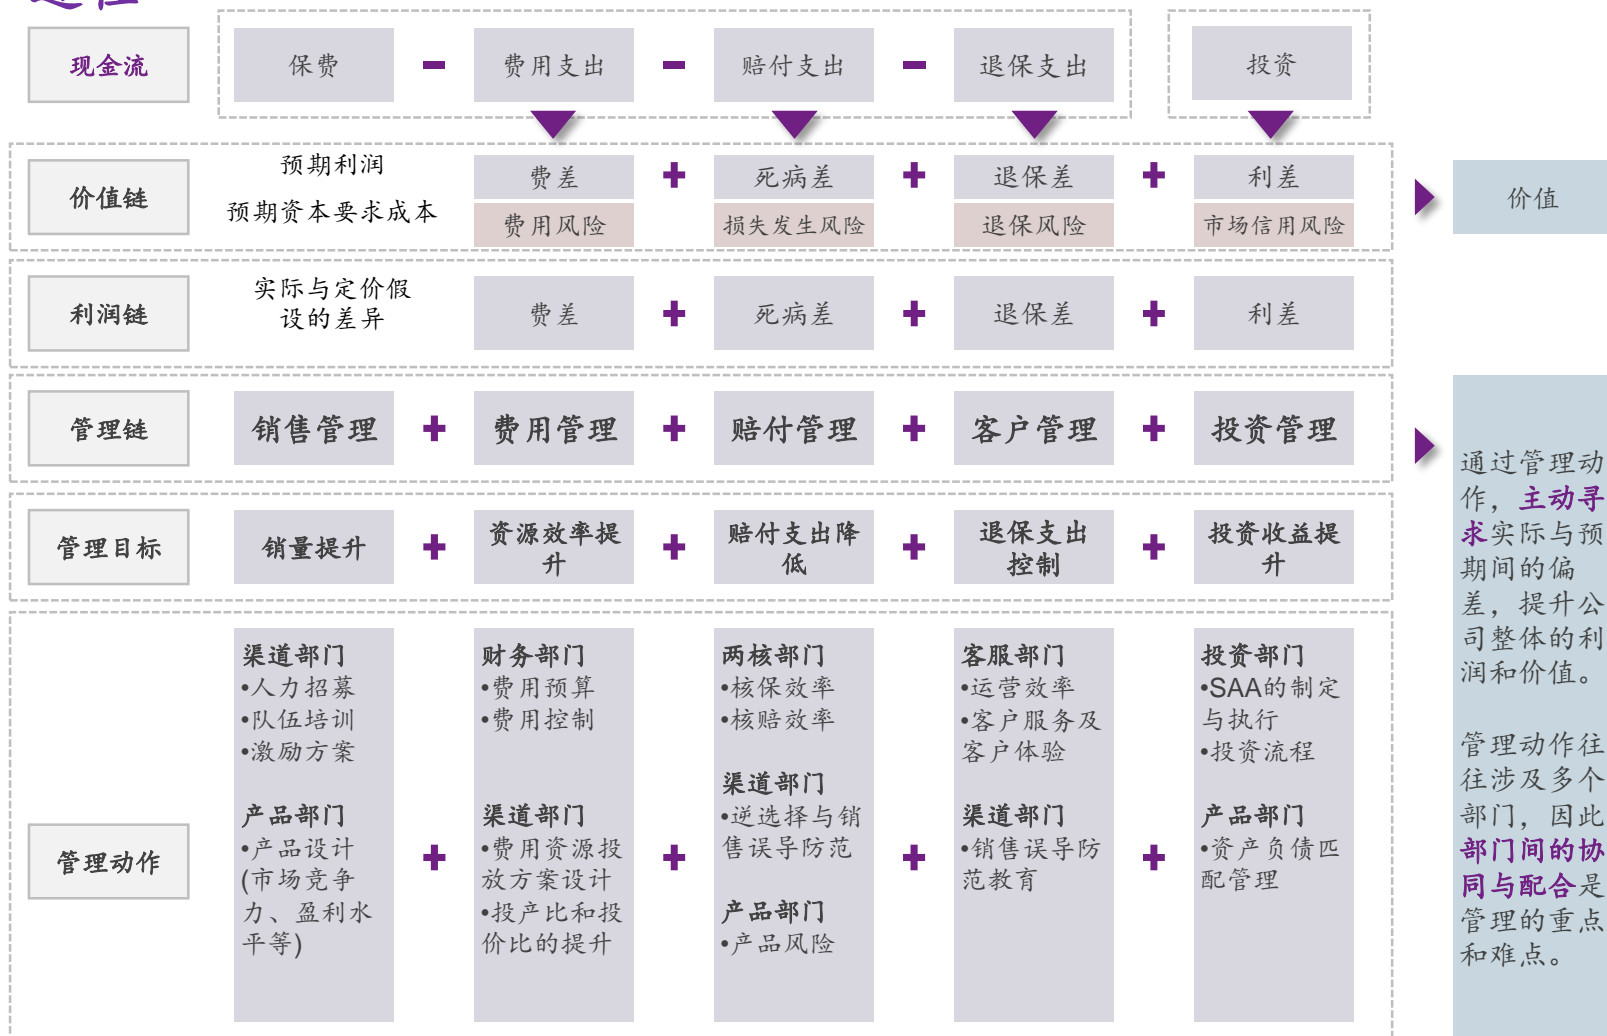 现金流
保费
费用支出
赔付支出
退保支出
投资
价值链
预期利润
预期资本要求成本
费差
死病差
退保差
利差
费用风险
损失发生风险
退保风险
市场信用风险
价值
利润链
实际与定价假
设的差异
费差
死病差
退保差
利差
管理链
销售管理
费用管理
赔付管理
客户管理
投资管理
管理目标
销量提升
资源效率提
升
赔付支出降
低
退保支出
控制
投资收益提
升
管理动作
渠道部门
•人力招募
•队伍培训
•激励方案
产品部门
•产品设计
(市场竞争
力、盈利水
平等)
财务部门
•费用预算
•费用控制
渠道部门
•费用资源投
放方案设计
•投产比和投
价比的提升
两核部门
•核保效率
•核赔效率
渠道部门
•逆选择与销
售误导防范
产品部门
•产品风险
客服部门
•运营效率
•客户服务及
客户体验
渠道部门
•销售误导防
范教育
投资部门
•SAA的制定
与执行
•投资流程
产品部门
•资产负债匹
配管理
通过管理动
作，主动寻
求实际与预
期间的偏
差，提升公
司整体的利
润和价值。
管理动作往
往涉及多个
部门，因此
部门间的协
同与配合是
管理的重点
和难点。